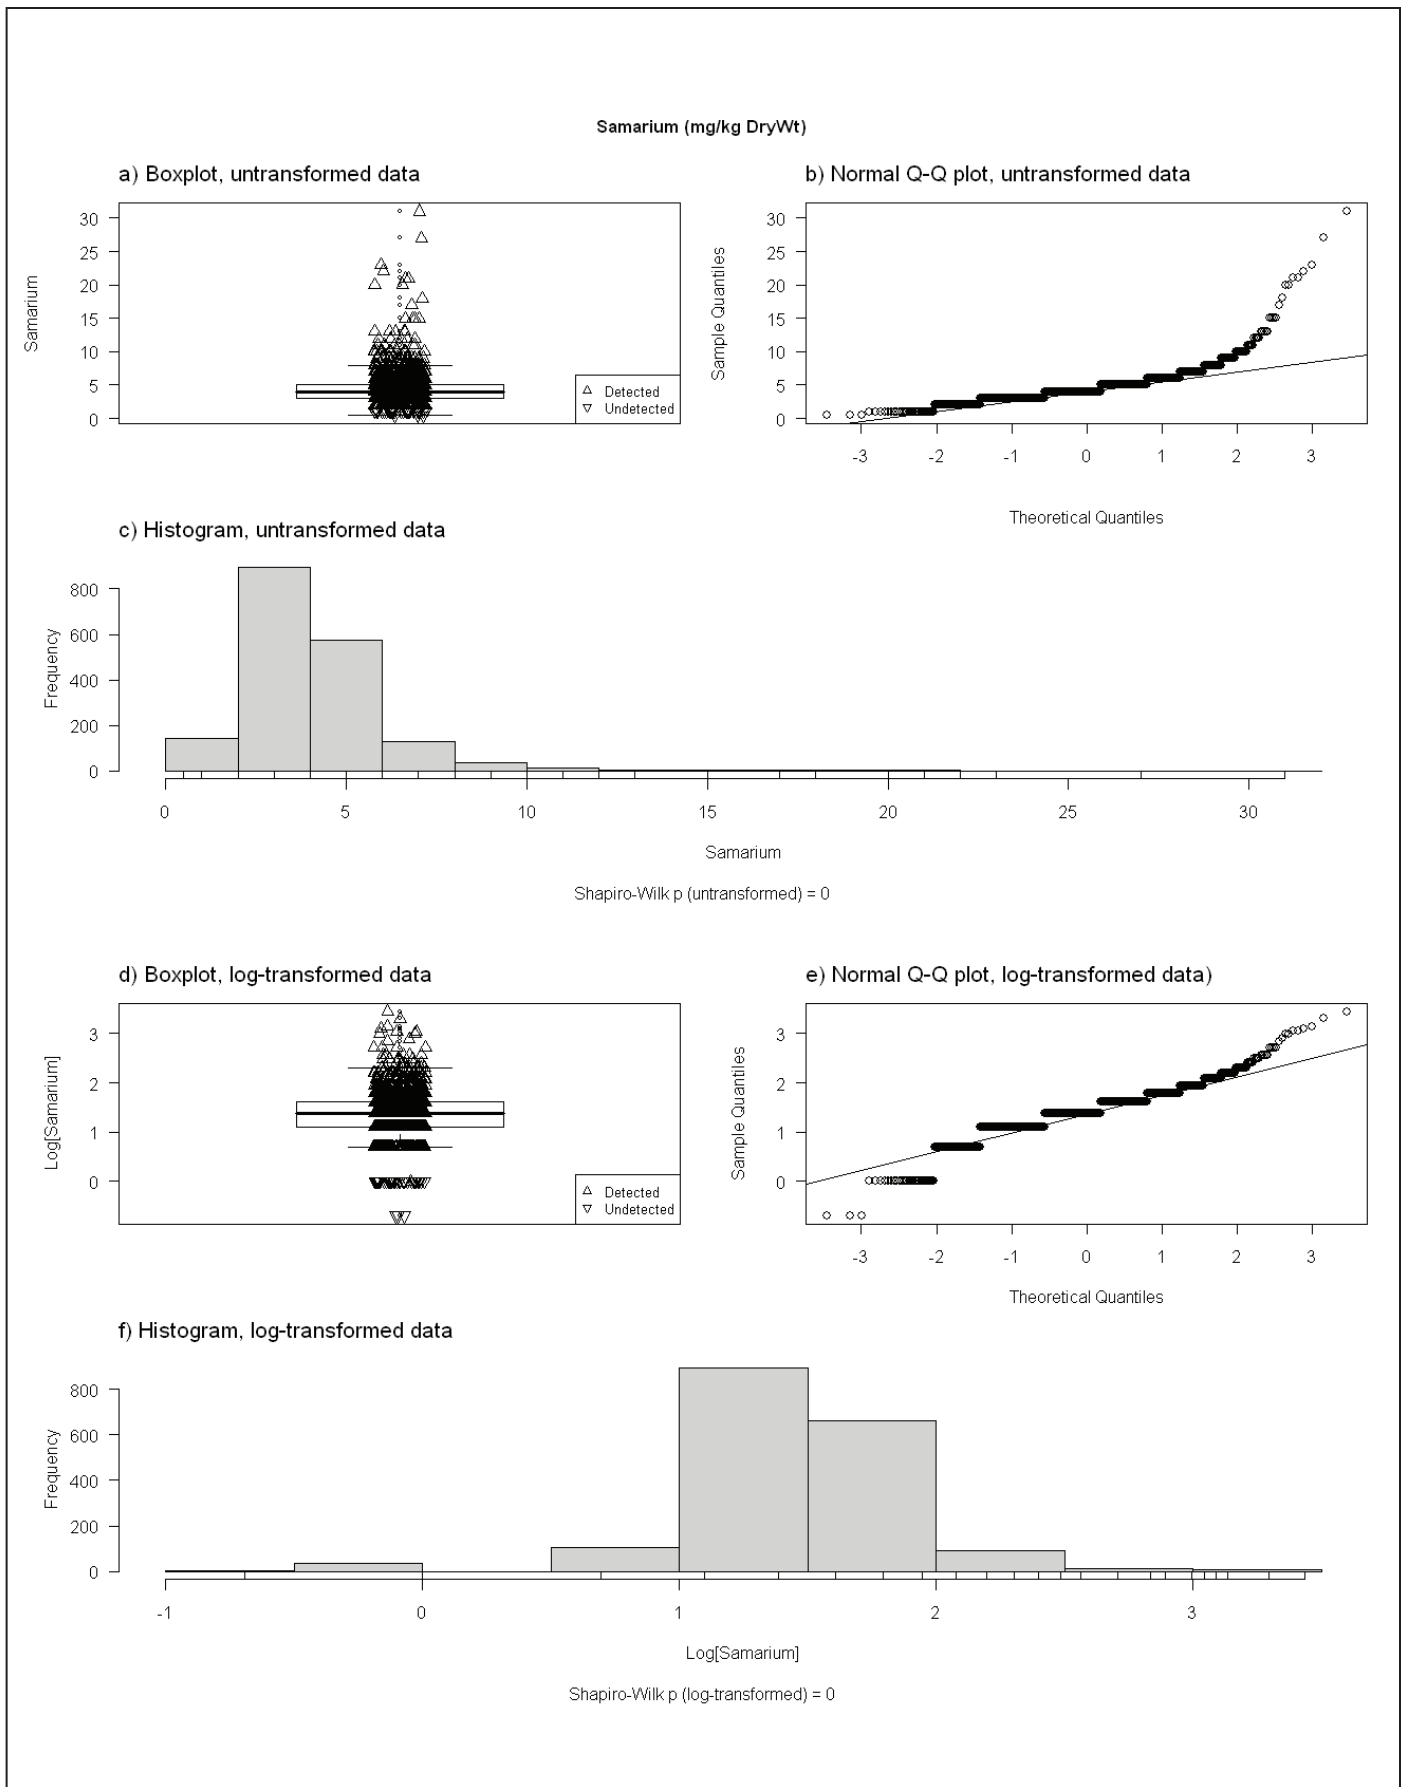 Samarium (mg/kg DryWt)
a) Boxplot, untransformed data
Samarium
30
25
20
15
10
5
0
Detected
Undetected
b) Normal Q-Q plot, untransformed data
Sample Quantiles
30
25
20
15
10
5
0
-3 -2 -1 0 1 2 3
Theoretical Quantiles
c) Histogram, untransformed data
Frequency
800
600
400
200
0
0 5 10 15 20 25 30
Samarium
Shapiro-Wilk p (untransformed) = 0
d) Boxplot, log-transformed data
Log[Samarium]
3
2
1
0
Detected
Undetected
e) Normal Q-Q plot, log-transformed data)
Sample Quantiles
3
2
1
0
-3 -2 -1 0 1 2 3
Theoretical Quantiles
f) Histogram, log-transformed data
Frequency
800
600
400
200
0
-1 0 1 2 3
Log[Samarium]
Shapiro-Wilk p (log-transformed) = 0